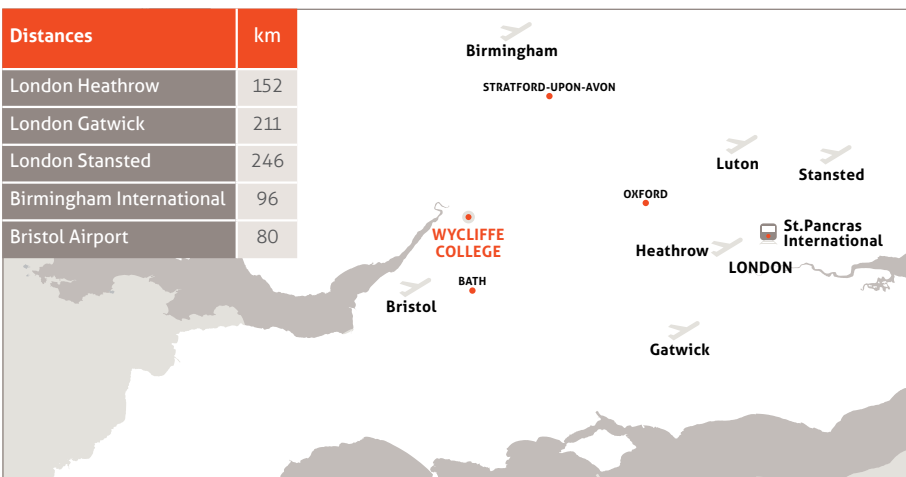 Distances km
London Heathrow 152
London Gatwick 211
London Stansted 246
Birmingham International 96
Bristol Airport 80
Birmingham
STRATFORD-UPON-AVON
Luton
Stansted
OXFORD
St.Pancras
International
WYCLIFFE
COLLEGE
Heathrow
LONDON
BATH
Bristol
Gatwick